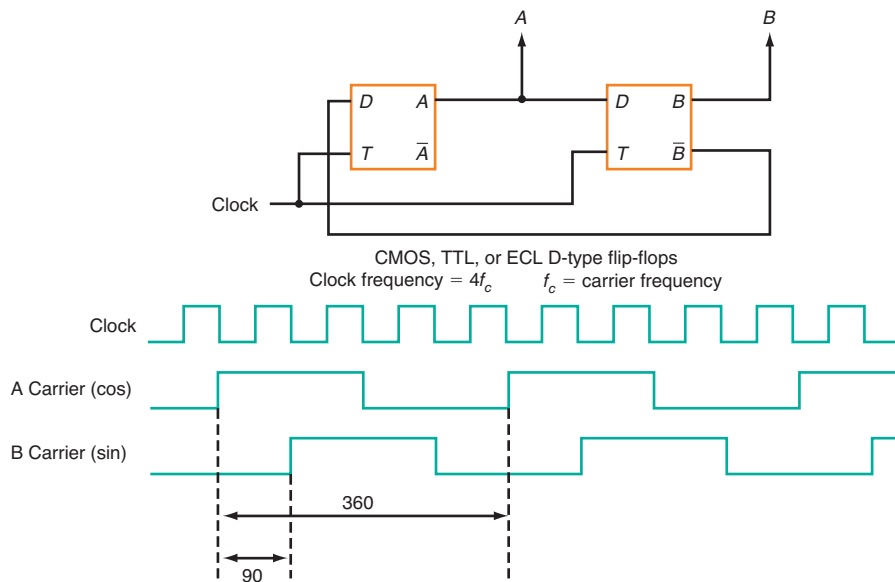 A B
D A D B
T A̅ T B̅
Clock
CMOS, TTL, or ECL D-type flip-flops
Clock frequency = 4f_c f_c = carrier frequency
Clock
A Carrier (cos)
B Carrier (sin)
360
90